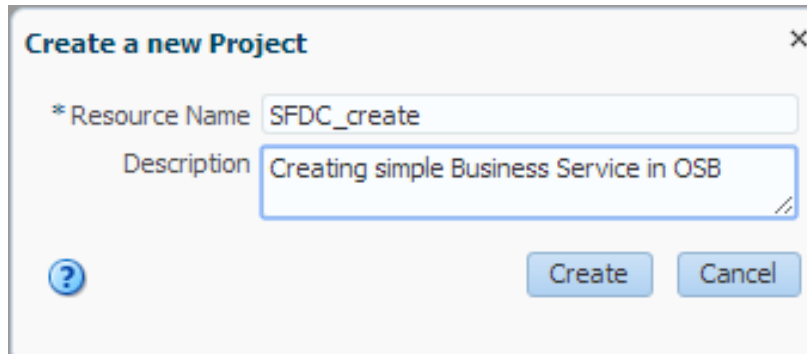 Create a new Project
* Resource Name SFDC_create
Description Creating simple Business Service in OSB
Create Cancel